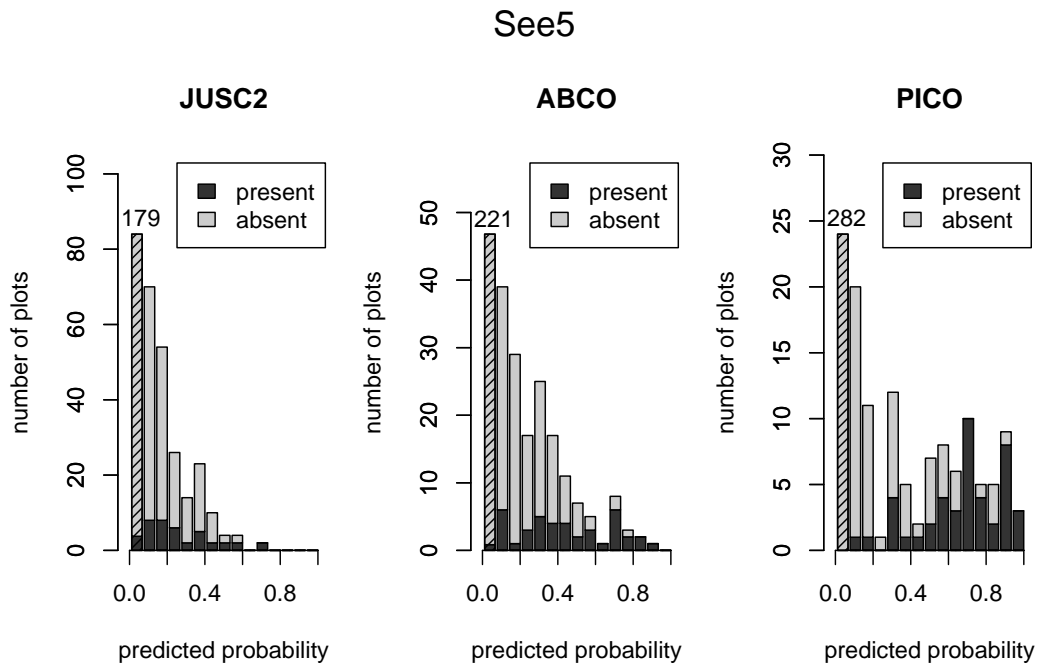 See5
JUSC2
ABCO
PICO
number of plots
0
20
40
60
80
100
179
present
absent
0.0
0.4
0.8
predicted probability
number of plots
0
10
20
30
40
50
221
present
absent
0.0
0.4
0.8
predicted probability
number of plots
0
5
10
15
20
25
30
282
present
absent
0.0
0.4
0.8
predicted probability